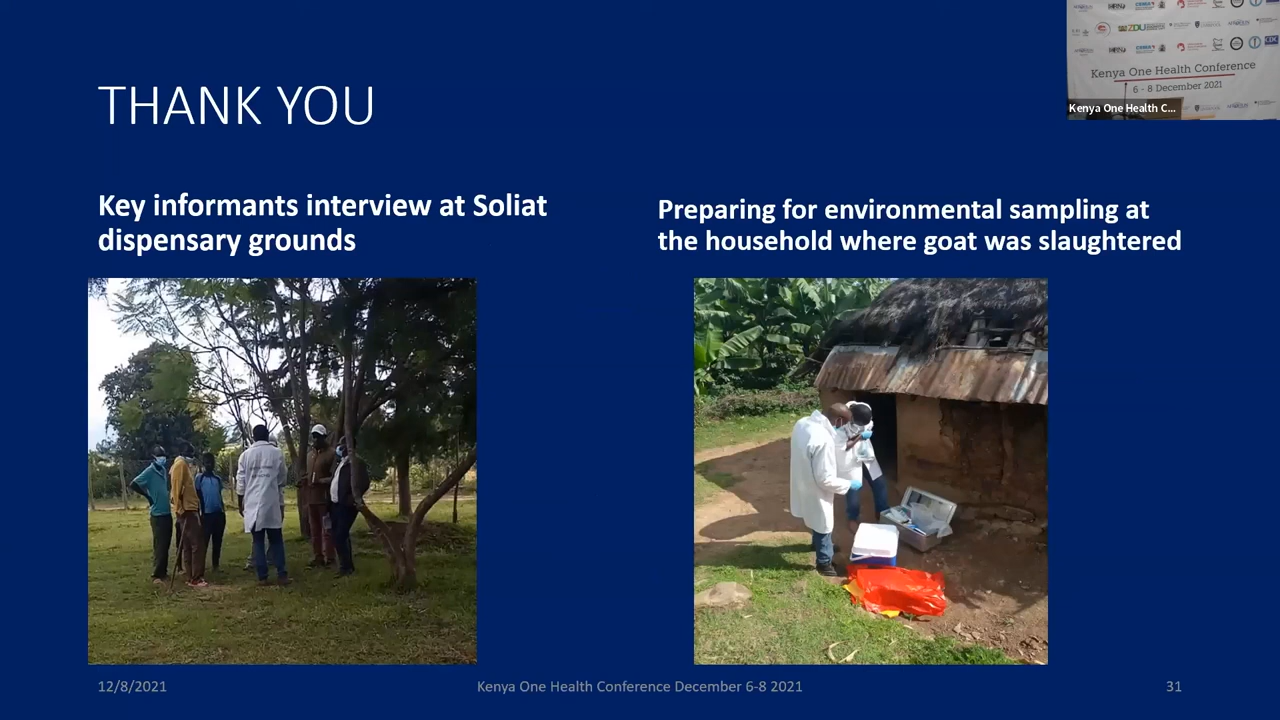 THANK YOU
Kenya One Health Conference
6 - 8 December 2021
Kenya One Health C...
Key informants interview at Soliat
dispensary grounds
Preparing for environmental sampling at
the household where goat was slaughtered
12/8/2021
Kenya One Health Conference December 6-8 2021
31